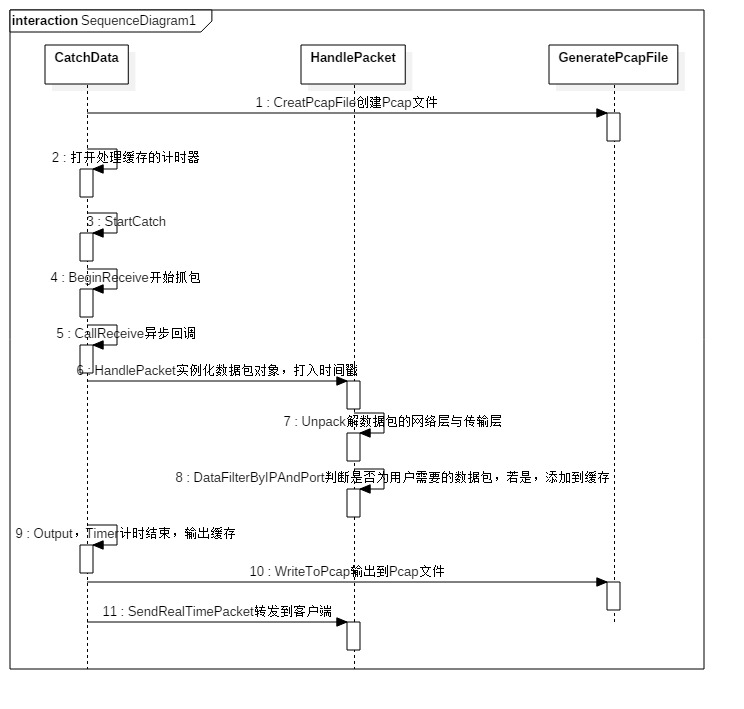 interaction SequenceDiagram1
CatchData
HandlePacket
GeneratePcapFile
1 : CreatPcapFile创建Pcap文件
2 : 打开处理缓存的计时器
3 : StartCatch
4 : BeginReceive开始抓包
5 : CallReceive异步回调
6 : HandlePacket实例化数据包对象，打入时间戳
7 : Unpack解数据包的网络层与传输层
8 : DataFilterByIPAndPort判断是否为用户需要的数据包，若是，添加到缓存
9 : Output，Timer计时结束，输出缓存
10 : WriteToPcap输出到Pcap文件
11 : SendRealTimePacket转发到客户端